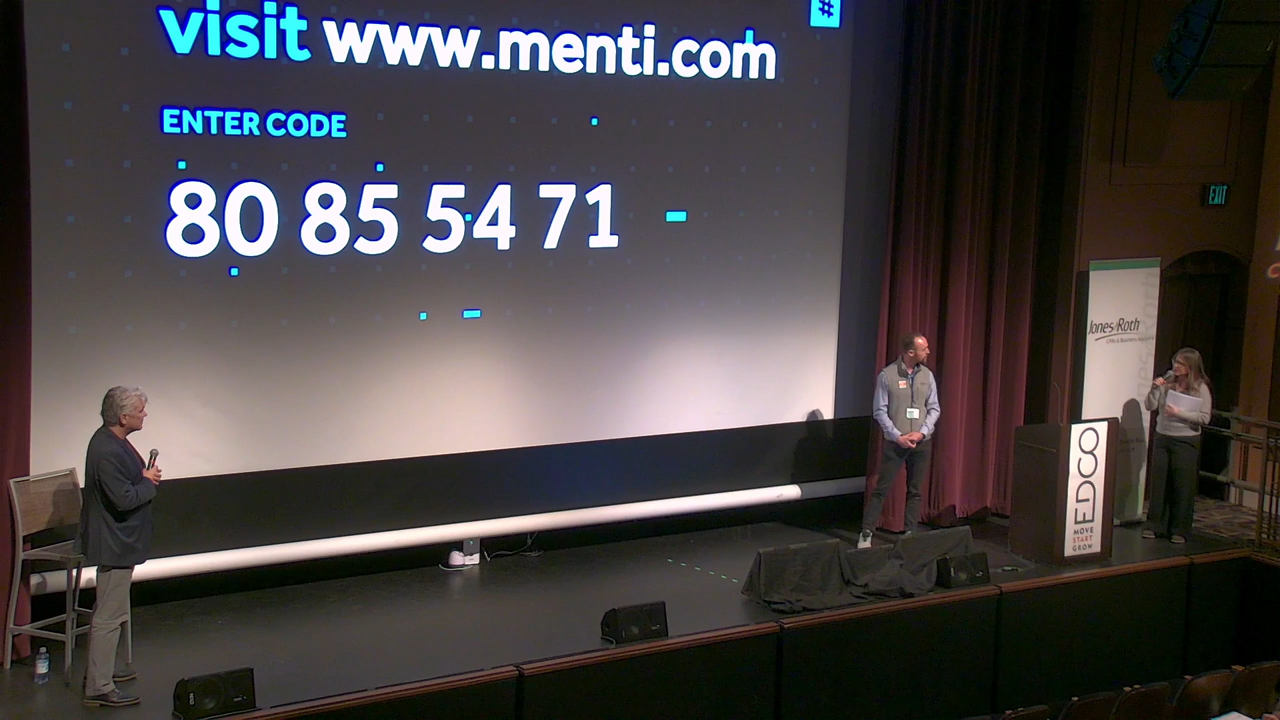 visit www.menti.com
#
ENTER CODE
80 85 54 71
EXIT
Jones Roth
EDCO
MOVE
START
GROW